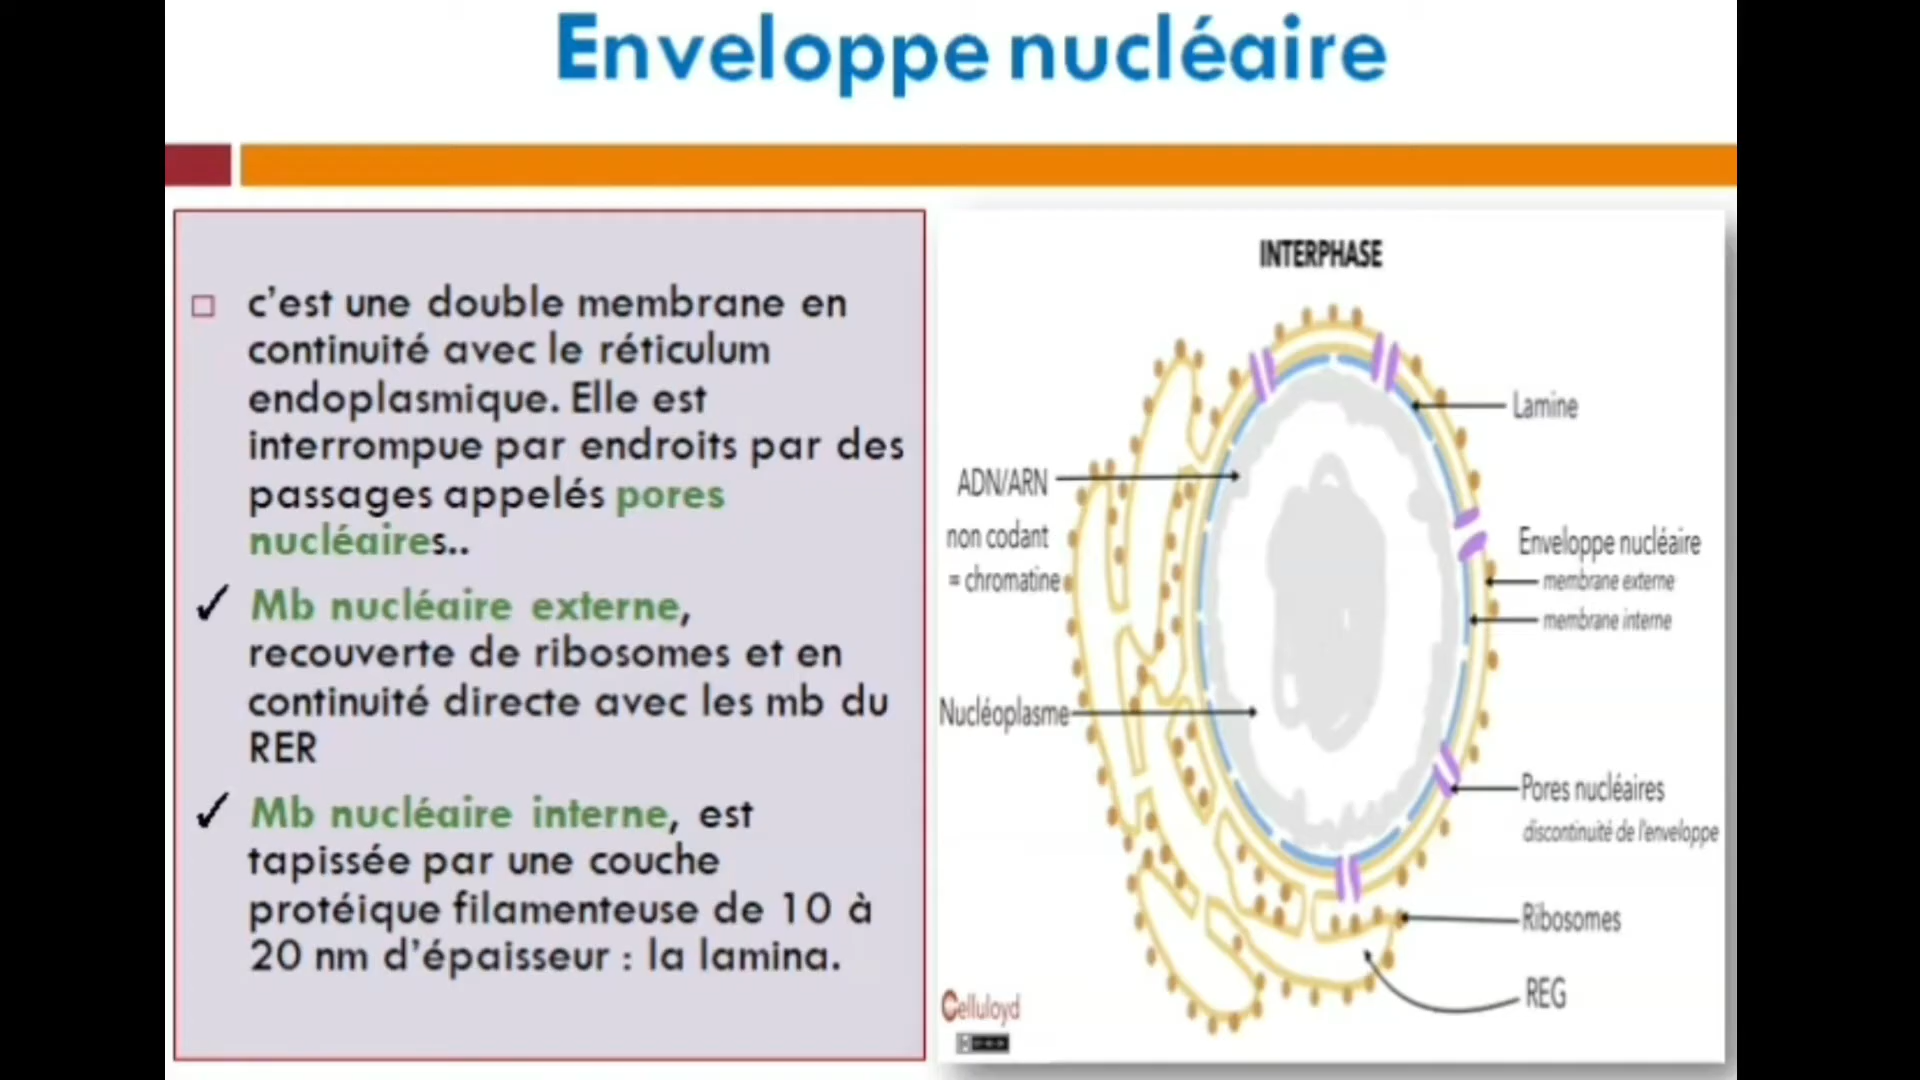 Enveloppe nucléaire
c'est une double membrane en
continuité avec le réticulum
endoplasmique. Elle est
interrompue par endroits par des
passages appelés pores
nucléaires..
✓ Mb nucléaire externe,
recouverte de ribosomes et en
continuité directe avec les mb du
RER
✓ Mb nucléaire interne, est
tapissée par une couche
protéique filamenteuse de 10 à
20 nm d'épaisseur : la lamina.
INTERPHASE
Lamine
ADN/ARN
non codant
= chromatine
Enveloppe nucléaire
membrane externe
membrane interne
Nucléoplasme
Pores nucléaires
discontinuité de l'enveloppe
Ribosomes
REG
Celluloyd